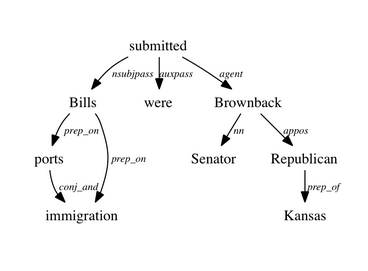 submitted
nsubjpass auxpass agent
Bills were Brownback
prep_on nn appos
ports prep_on Senator Republican
conj_and prep_of
immigration Kansas